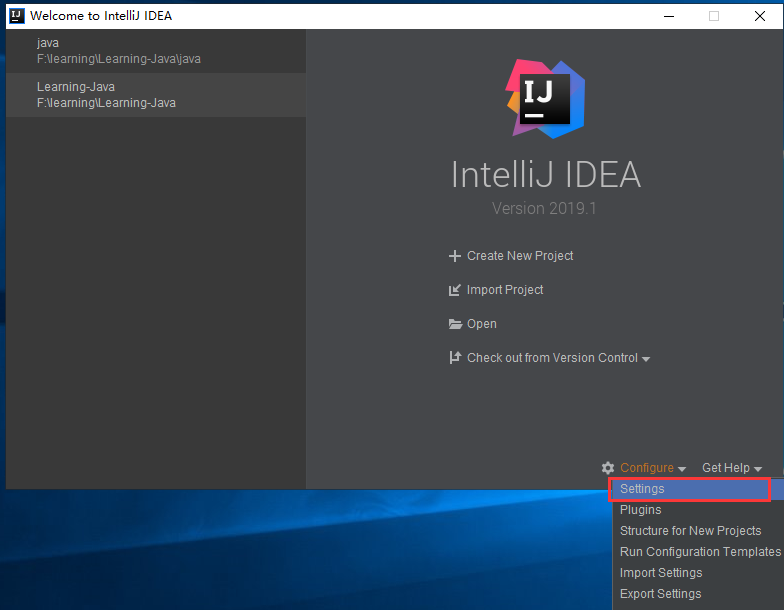 IJ Welcome to IntelliJ IDEA
java
F:\learning\Learning-Java\java
Learning-Java
F:\learning\Learning-Java
IJ
IntelliJ IDEA
Version 2019.1
Create New Project
Import Project
Open
Check out from Version Control
Configure Get Help
Settings
Plugins
Structure for New Projects
Run Configuration Templates
Import Settings
Export Settings